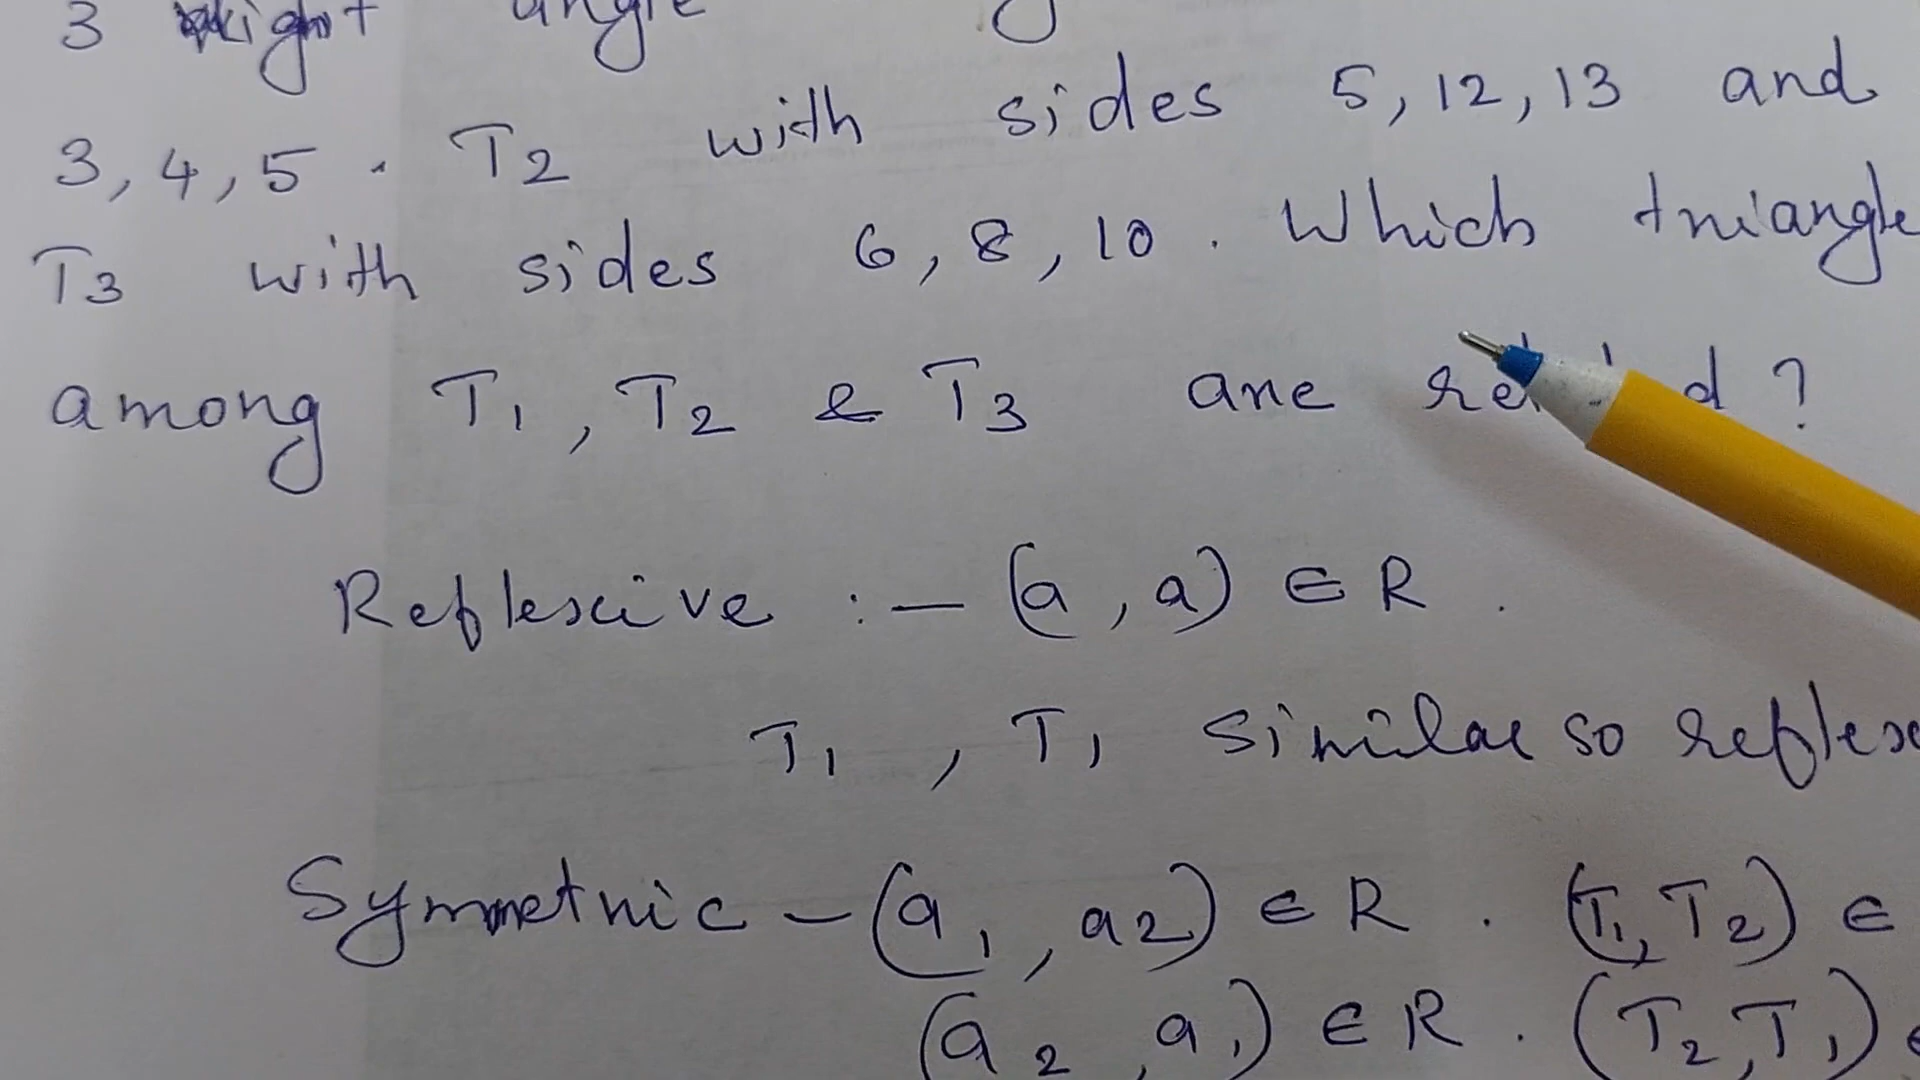 3 Right angle
3, 4, 5 . T2 with sides 5, 12, 13 and
T3 with sides 6, 8, 10 . Which triangle
among T1, T2 & T3 are related ?
Reflexive :- (a, a) ∈ R .
T1 , T1 Similar so reflex
Symmetric - (a1, a2) ∈ R . (T1, T2) ∈
(a2, a1) ∈ R . (T2, T1) ∈